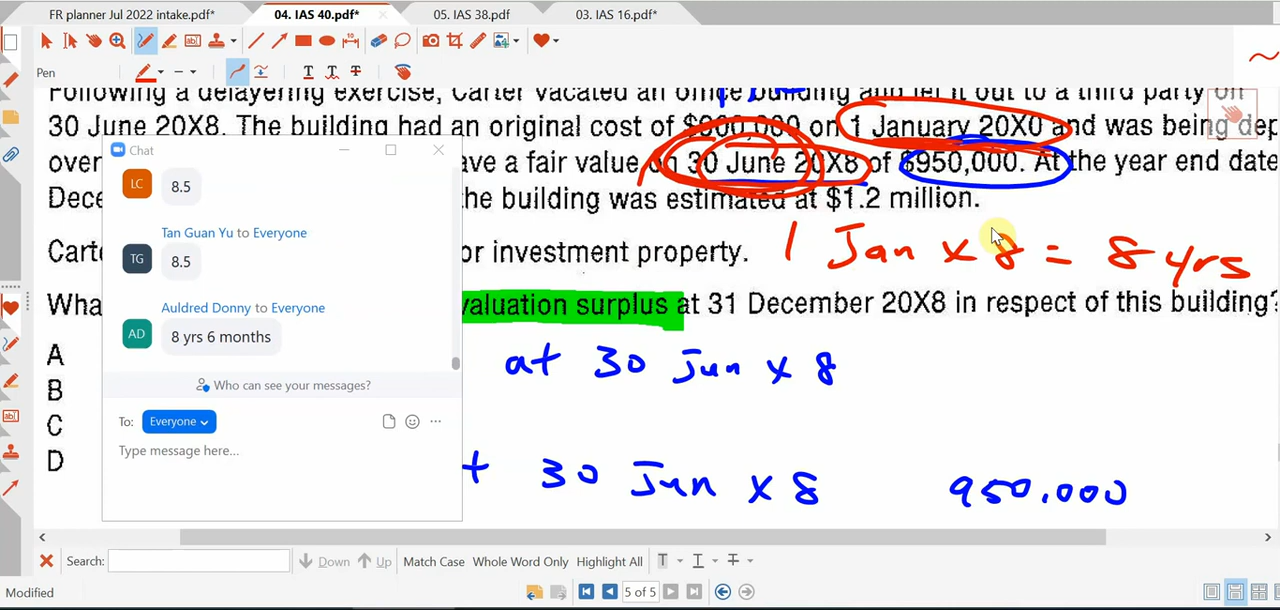 FR planner Jul 2022 intake.pdf* 04. IAS 40.pdf* × 05. IAS 38.pdf 03. IAS 16.pdf*
Pen T T T
Following a delayering exercise, Carter vacated an office building and let it out to a third party on
30 June 20X8. The building had an original cost of $900,000 on 1 January 20X0 and was being dep
over ave a fair value on 30 June 20X8 of $950,000. At the year end date
Dece the building was estimated at $1.2 million.
Cart or investment property. 1 Jan x 8 = 8 yrs
Wha valuation surplus at 31 December 20X8 in respect of this building?
A
B
C
D
at 30 Jun x 8
t 30 Jun x 8 950,000
Chat
LC 8.5
Tan Guan Yu to Everyone
TG 8.5
Auldred Donny to Everyone
AD 8 yrs 6 months
Who can see your messages?
To: Everyone
Type message here...
Search: Down Up Match Case Whole Word Only Highlight All T T T
Modified 5 of 5